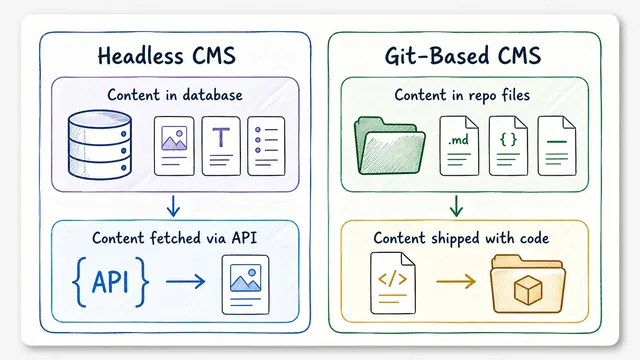 Headless CMS
Content in database
T
Content fetched via API
{API}
Git-Based CMS
Content in repo files
.md
{ }
Content shipped with code
</>